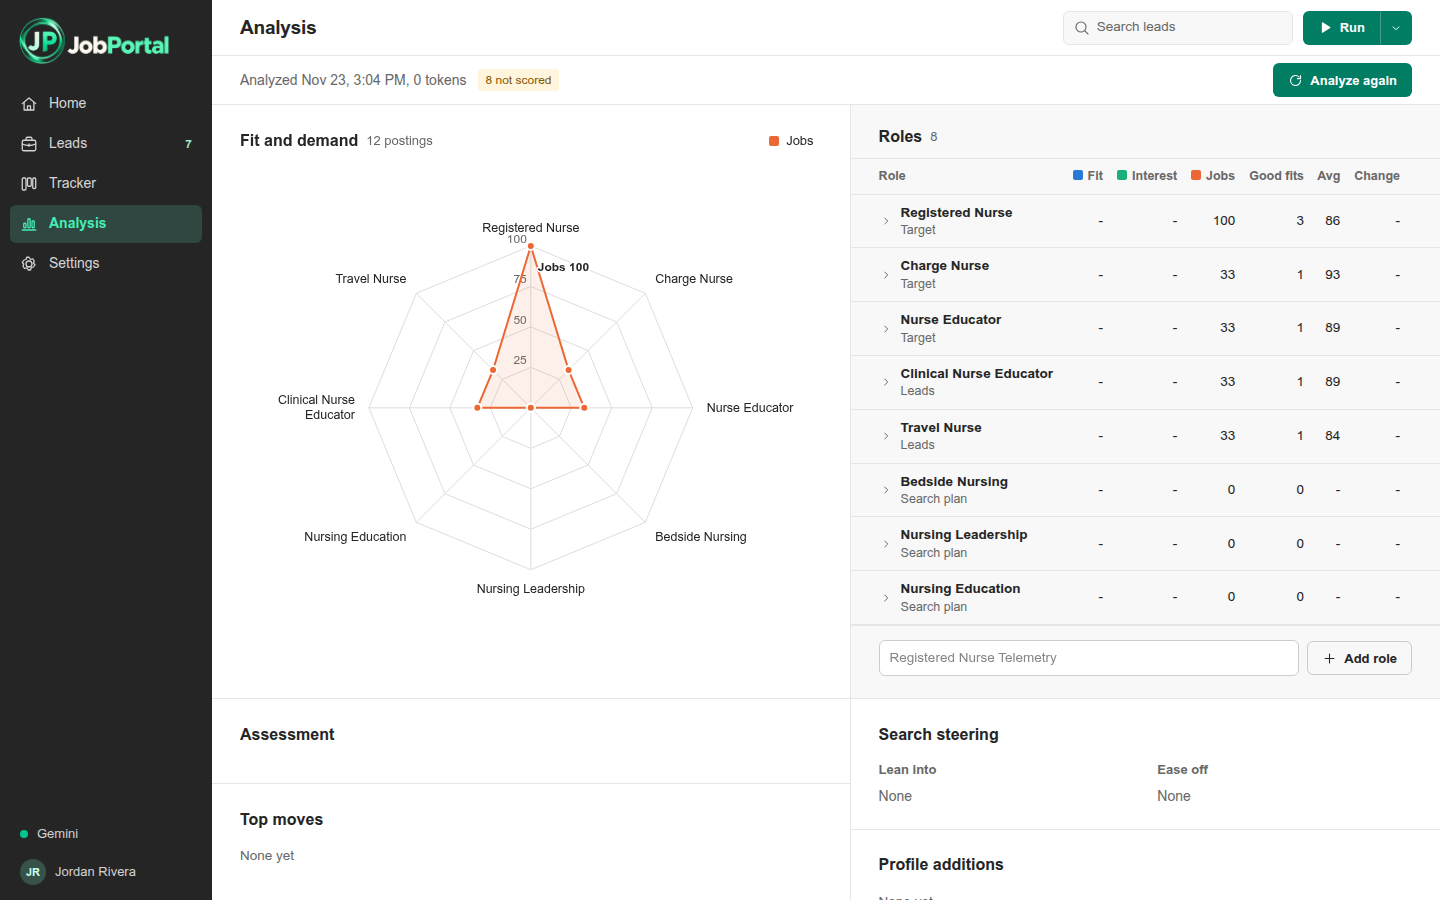 JP JobPortal
Home
Leads 7
Tracker
Analysis
Settings
Gemini
JR Jordan Rivera
Analysis
Search leads
Run
Analyzed Nov 23, 3:04 PM, 0 tokens
8 not scored
Analyze again
Fit and demand 12 postings
Jobs
Registered Nurse
100
Jobs 100
Travel Nurse
75
Charge Nurse
50
25
Clinical Nurse
Educator
Nurse Educator
Nursing Education
Bedside Nursing
Nursing Leadership
Roles 8
Role Fit Interest Jobs Good fits Avg Change
Registered Nurse
Target
- - 100 3 86 -
Charge Nurse
Target
- - 33 1 93 -
Nurse Educator
Target
- - 33 1 89 -
Clinical Nurse Educator
Leads
- - 33 1 89 -
Travel Nurse
Leads
- - 33 1 84 -
Bedside Nursing
Search plan
- - 0 0 - -
Nursing Leadership
Search plan
- - 0 0 - -
Nursing Education
Search plan
- - 0 0 - -
Registered Nurse Telemetry
Add role
Assessment
Top moves
None yet
Search steering
Lean into
None
Ease off
None
Profile additions
None yet